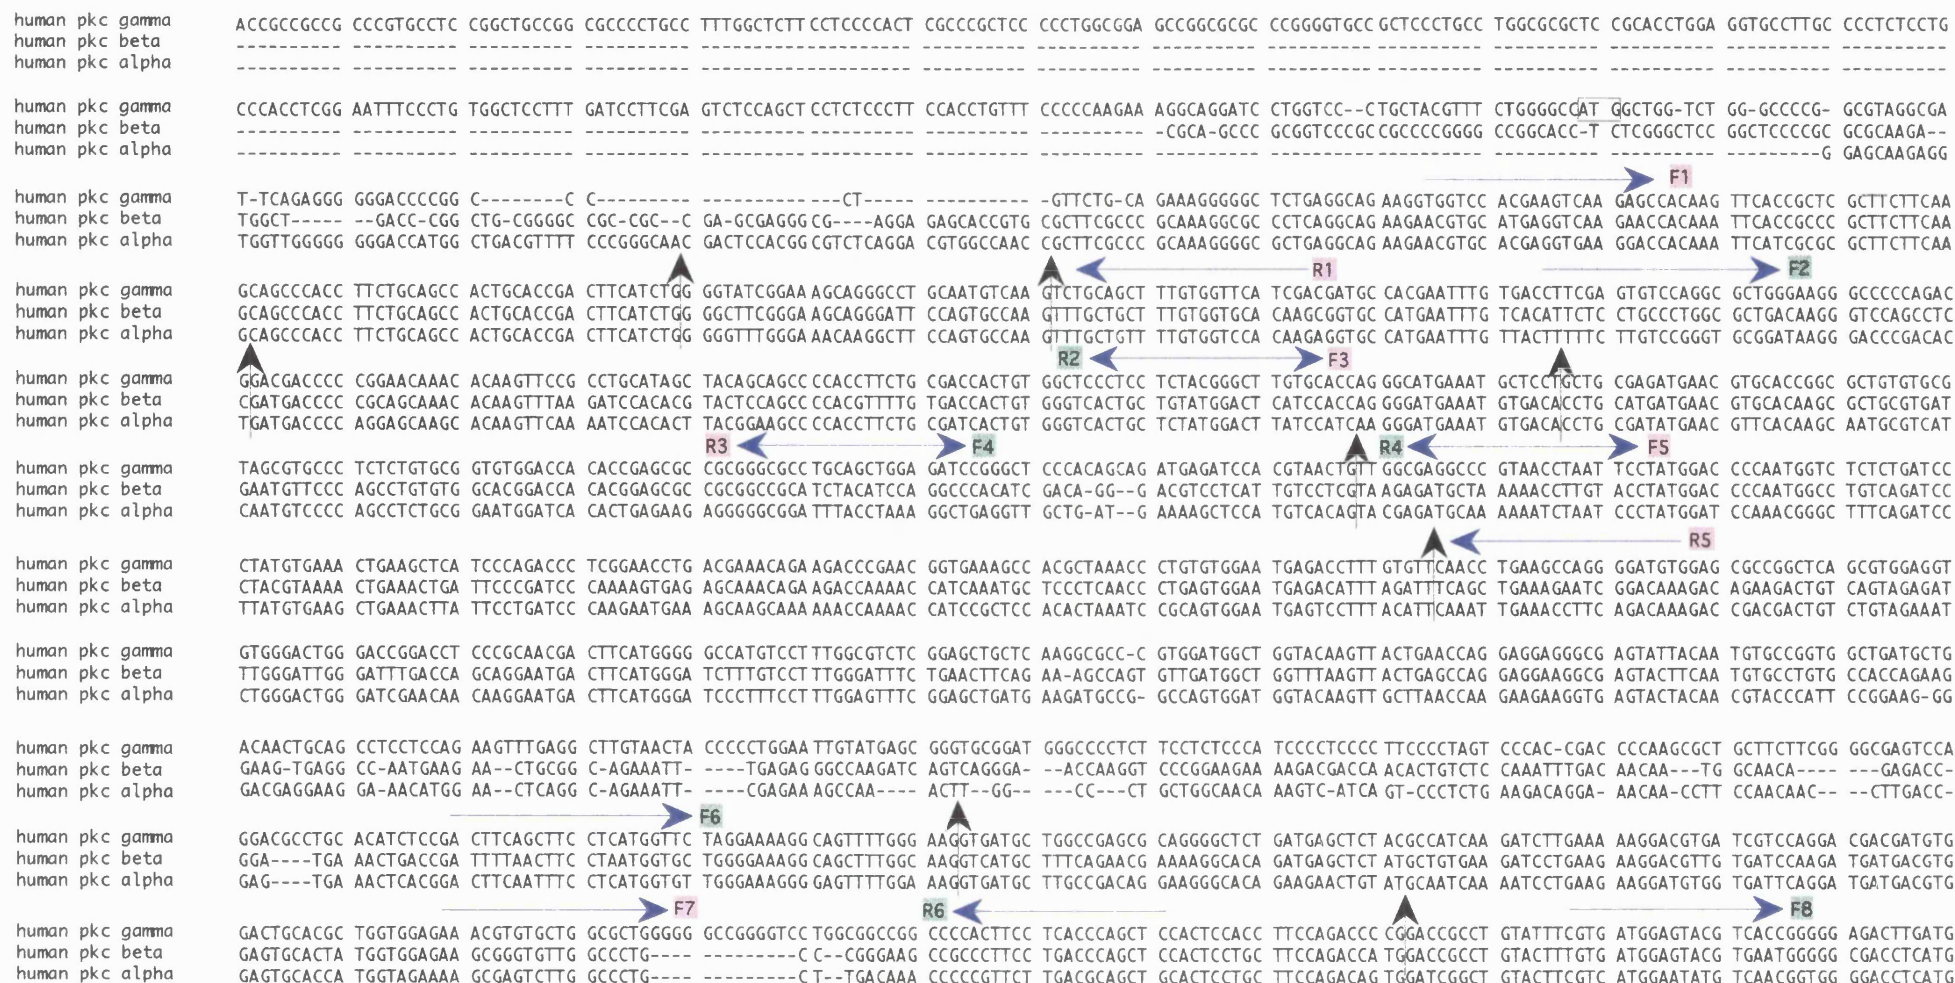 human pkc gamma ACCGCCGCCG CCCGTGCCTC CGGCTGCCGG CGCCCCTGCC TTTGGCTCTT CCTCCCCACT CGCCCGCTCC CCCTGGCGGA GCCGGCGCGC CCGGGGTGCC GCTCCCTGCC TGGCGCGCTC CGCACCTGGA GGTGCCTTGC CCCTCTCCTG
human pkc beta ---------- ---------- ---------- ---------- ---------- ---------- ---------- ---------- ---------- ---------- ---------- ---------- ---------- ---------- ----------
human pkc alpha ---------- ---------- ---------- ---------- ---------- ---------- ---------- ---------- ---------- ---------- ---------- ---------- ---------- ---------- ----------
human pkc gamma CCCACCTCGG AATTTCCCTG TGGCTCCTTT GATCCTTCGA GTCTCCAGCT CCTCTCCCTT CCACCTGTTT CCCCCAAGAA AGGCAGGATC CTGGTCC--C TGCTACGTTT CTGGGGCCAT GGCTGG-TCT GG-GCCCCG- GCGTAGGCGA
human pkc beta ---------- ---------- ---------- ---------- ---------- ---------- ---------- ---------- -CGCA-GCCC GCGGTCCCGC CGCCCCGGGG CCGGCACC-T CTCGGGCTCC GGCTCCCCGC GCGCAAGA--
human pkc alpha ---------- ---------- ---------- ---------- ---------- ---------- ---------- ---------- ---------- ---------- ---------- ---------- ---------- ---------G GAGCAAGAGG
F1
human pkc gamma T-TCAGAGGG GGGACCCCGG C--------C C--------- ---------- ---CT----- ---------- -GTTCTG-CA GAAAGGGGGC TCTGAGGCAG AAGGTGGTCC ACGAAGTCAA GAGCCACAAG TTCACCGCTC GCTTCTTCAA
human pkc beta TGGCT----- --GACC-CGG CTG-CGGGGC CGC-CGC--C GA-GCGAGGG CG----AGGA GAGCACCGTG CGCTTCGCCC GCAAAGGCGC CCTCAGGCAG AAGAACGTGC ATGAGGTCAA GAACCACAAA TTCACCGCCC GCTTCTTCAA
human pkc alpha TGGTTGGGGG GGGACCATGG CTGACGTTTT CCCGGGCAAC GACTCCACGG CGTCTCAGGA CGTGGCCAAC CGCTTCGCCC GCAAAGGGGC GCTGAGGCAG AAGAACGTGC ACGAGGTGAA GGACCACAAA TTCATCGCGC GCTTCTTCAA
R1 F2
human pkc gamma GCAGCCCACC TTCTGCAGCC ACTGCACCGA CTTCATCTGG GGTATCGGAA AGCAGGGCCT GCAATGTCAA GTCTGCAGCT TTGTGGTTCA TCGACGATGC CACGAATTTG TGACCTTCGA GTGTCCAGGC GCTGGGAAGG GCCCCCAGAC
human pkc beta GCAGCCCACC TTCTGCAGCC ACTGCACCGA CTTCATCTGG GGCTTCGGGA AGCAGGGATT CCAGTGCCAA GTTTGCTGCT TTGTGGTGCA CAAGCGGTGC CATGAATTTG TCACATTCTC CTGCCCTGGC GCTGACAAGG GTCCAGCCTC
human pkc alpha GCAGCCCACC TTCTGCAGCC ACTGCACCGA CTTCATCTGG GGGTTTGGGA AACAAGGCTT CCAGTGCCAA GTTTGCTGTT TTGTGGTCCA CAAGAGGTGC CATGAATTTG TTACTTTTTC TTGTCCGGGT GCGGATAAGG GACCCGACAC
R2 F3
human pkc gamma GGACGACCCC CGGAACAAAC ACAAGTTCCG CCTGCATAGC TACAGCAGCC CCACCTTCTG CGACCACTGT GGCTCCCTCC TCTACGGGCT TGTGCACCAG GGCATGAAAT GCTCCTGCTG CGAGATGAAC GTGCACCGGC GCTGTGTGCG
human pkc beta CGATGACCCC CGCAGCAAAC ACAAGTTTAA GATCCACACG TACTCCAGCC CCACGTTTTG TGACCACTGT GGGTCACTGC TGTATGGACT CATCCACCAG GGGATGAAAT GTGACACCTG CATGATGAAC GTGCACAAGC GCTGCGTGAT
human pkc alpha TGATGACCCC AGGAGCAAGC ACAAGTTCAA AATCCACACT TACGGAAGCC CCACCTTCTG CGATCACTGT GGGTCACTGC TCTATGGACT TATCCATCAA GGGATGAAAT GTGACACCTG CGATATGAAC GTTCACAAGC AATGCGTCAT
R3 F4 R4 F5
human pkc gamma TAGCGTGCCC TCTCTGTGCG GTGTGGACCA CACCGAGCGC CGCGGGCGCC TGCAGCTGGA GATCCGGGCT CCCACAGCAG ATGAGATCCA CGTAACTGTT GGCGAGGCCC GTAACCTAAT TCCTATGGAC CCCAATGGTC TCTCTGATCC
human pkc beta GAATGTTCCC AGCCTGTGTG GCACGGACCA CACGGAGCGC CGCGGCCGCA TCTACATCCA GGCCCACATC GACA-GG--G ACGTCCTCAT TGTCCTCGTA AGAGATGCTA AAAACCTTGT ACCTATGGAC CCCAATGGCC TGTCAGATCC
human pkc alpha CAATGTCCCC AGCCTCTGCG GAATGGATCA CACTGAGAAG AGGGGGCGGA TTTACCTAAA GGCTGAGGTT GCTG-AT--G AAAAGCTCCA TGTCACAGTA CGAGATGCAA AAAATCTAAT CCCTATGGAT CCAAACGGGC TTTCAGATCC
R5
human pkc gamma CTATGTGAAA CTGAAGCTCA TCCCAGACCC TCGGAACCTG ACGAAACAGA AGACCCGAAC GGTGAAAGCC ACGCTAAACC CTGTGTGGAA TGAGACCTTT GTGTTCAACC TGAAGCCAGG GGATGTGGAG CGCCGGCTCA GCGTGGAGGT
human pkc beta CTACGTAAAA CTGAAACTGA TTCCCGATCC CAAAAGTGAG AGCAAACAGA AGACCAAAAC CATCAAATGC TCCCTCAACC CTGAGTGGAA TGAGACATTT AGATTTCAGC TGAAAGAATC GGACAAAGAC AGAAGACTGT CAGTAGAGAT
human pkc alpha TTATGTGAAG CTGAAACTTA TTCCTGATCC CAAGAATGAA AGCAAGCAAA AAACCAAAAC CATCCGCTCC ACACTAAATC CGCAGTGGAA TGAGTCCTTT ACATTCAAAT TGAAACCTTC AGACAAAGAC CGACGACTGT CTGTAGAAAT
human pkc gamma GTGGGACTGG GACCGGACCT CCCGCAACGA CTTCATGGGG GCCATGTCCT TTGGCGTCTC GGAGCTGCTC AAGGCGCC-C GTGGATGGCT GGTACAAGTT ACTGAACCAG GAGGAGGGCG AGTATTACAA TGTGCCGGTG GCTGATGCTG
human pkc beta TTGGGATTGG GATTTGACCA GCAGGAATGA CTTCATGGGA TCTTTGTCCT TTGGGATTTC TGAACTTCAG AA-AGCCAGT GTTGATGGCT GGTTTAAGTT ACTGAGCCAG GAGGAAGGCG AGTACTTCAA TGTGCCTGTG CCACCAGAAG
human pkc alpha CTGGGACTGG GATCGAACAA CAAGGAATGA CTTCATGGGA TCCCTTTCCT TTGGAGTTTC GGAGCTGATG AAGATGCCG- GCCAGTGGAT GGTACAAGTT GCTTAACCAA GAAGAAGGTG AGTACTACAA CGTACCCATT CCGGAAG-GG
human pkc gamma ACAACTGCAG CCTCCTCCAG AAGTTTGAGG CTTGTAACTA CCCCCTGGAA TTGTATGAGC GGGTGCGGAT GGGCCCCTCT TCCTCTCCCA TCCCCTCCCC TTCCCCTAGT CCCAC-CGAC CCCAAGCGCT GCTTCTTCGG GGCGAGTCCA
human pkc beta GAAG-TGAGG CC-AATGAAG AA--CTGCGG C-AGAAATT- ----TGAGAG GGCCAAGATC AGTCAGGGA- --ACCAAGGT CCCGGAAGAA AAGACGACCA ACACTGTCTC CAAATTTGAC AACAA---TG GCAACA---- ---GAGACC-
human pkc alpha GACGAGGAAG GA-AACATGG AA--CTCAGG C-AGAAATT- ----CGAGAA AGCCAA---- ACTT--GG-- --CC---CT GCTGGCAACA AAGTC-ATCA GT-CCCTCTG AAGACAGGA- AACAA-CCTT CCAACAAC-- --CTTGACC-
F6
human pkc gamma GGACGCCTGC ACATCTCCGA CTTCAGCTTC CTCATGGTTC TAGGAAAAGG CAGTTTTGGG AAGGTGATGC TGGCCGAGCG CAGGGGCTCT GATGAGCTCT ACGCCATCAA GATCTTGAAA AAGGACGTGA TCGTCCAGGA CGACGATGTG
human pkc beta GGA----TGA AACTGACCGA TTTTAACTTC CTAATGGTGC TGGGGAAAGG CAGCTTTGGC AAGGTCATGC TTTCAGAACG AAAAGGCACA GATGAGCTCT ATGCTGTGAA GATCCTGAAG AAGGACGTTG TGATCCAAGA TGATGACGTG
human pkc alpha GAG----TGA AACTCACGGA CTTCAATTTC CTCATGGTGT TGGGAAAGGG GAGTTTTGGA AAGGTGATGC TTGCCGACAG GAAGGGCACA GAAGAACTGT ATGCAATCAA AATCCTGAAG AAGGATGTGG TGATTCAGGA TGATGACGTG
F7 R6 F8
human pkc gamma GACTGCACGC TGGTGGAGAA ACGTGTGCTG GCGCTGGGGG GCCGGGGTCC TGGCGGCCGG CCCCACTTCC TCACCCAGCT CCACTCCACC TTCCAGACCC CGGACCGCCT GTATTTCGTG ATGGAGTACG TCACCGGGGG AGACTTGATG
human pkc beta GAGTGCACTA TGGTGGAGAA GCGGGTGTTG GCCCTG---- ---------- CC--CGGGAAG CCGCCCTTCC TGACCCAGCT CCACTCCTGC TTCCAGACCA TGGACCGCCT GTACTTTGTG ATGGAGTACG TGAATGGGGG CGACCTCATG
human pkc alpha GAGTGCACCA TGGTAGAAAA GCGAGTCTTG GCCCTG---- ---------- CT--TGACAAA CCCCCGTTCT TGACGCAGCT GCACTCCTGC TTCCAGACAG TGGATCGGCT GTACTTCGTC ATGGAATATG TCAACGGTGG GGACCTCATG